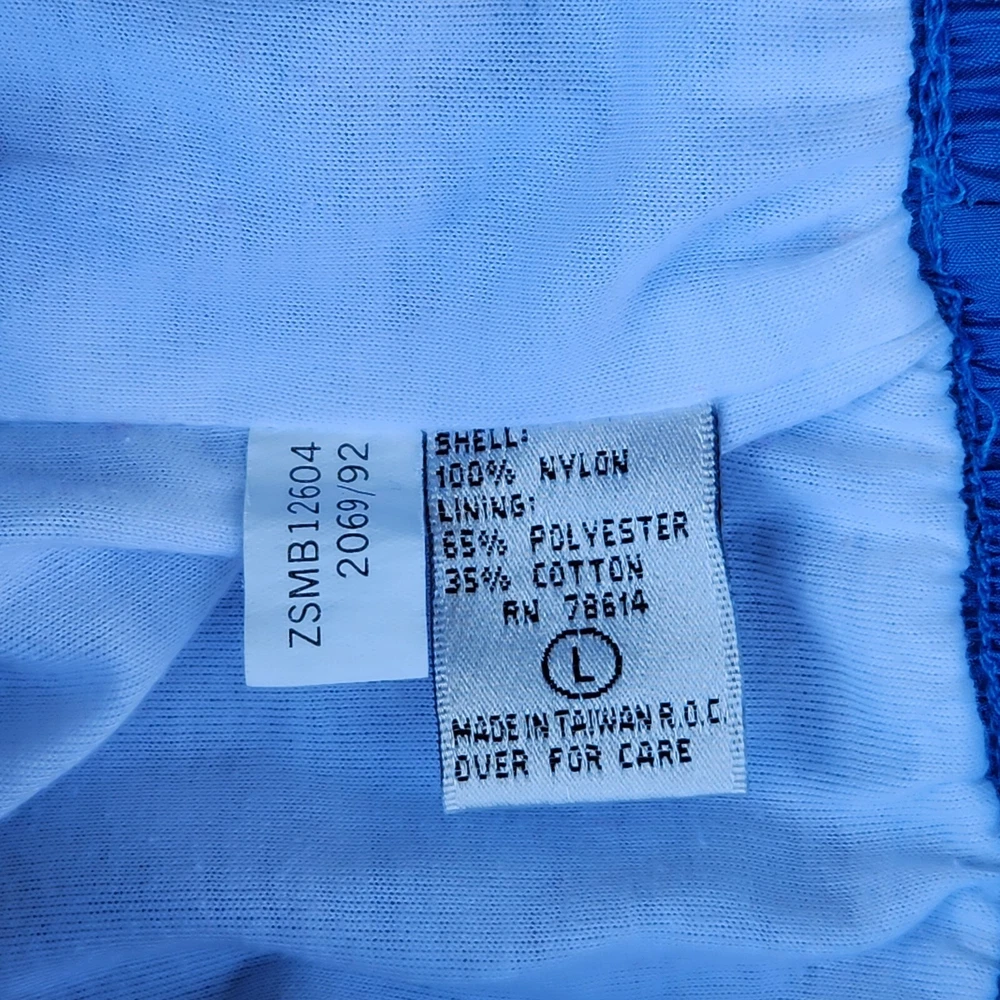 ZSMB12604
2069/92
SHELL:
100% NYLON
LINING:
65% POLYESTER
35% COTTON
RN 78614
L
MADE IN TAIWAN R.O.C.
OVER FOR CARE